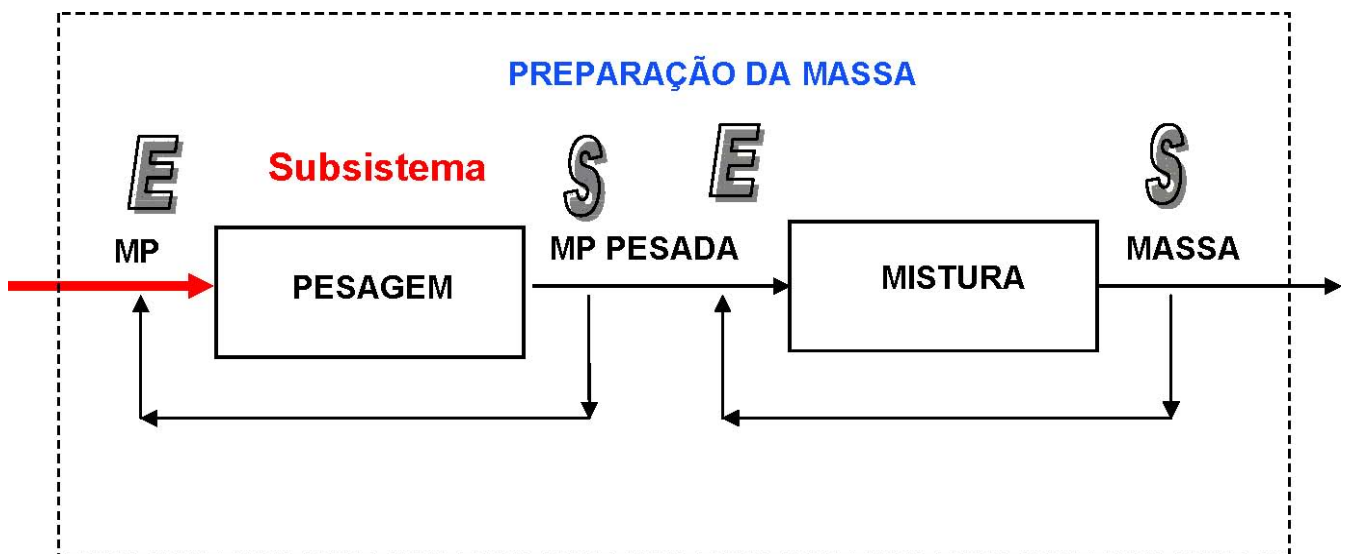 PREPARAÇÃO DA MASSA
E
Subsistema
S
E
S
MP
MP PESADA
MASSA
PESAGEM
MISTURA